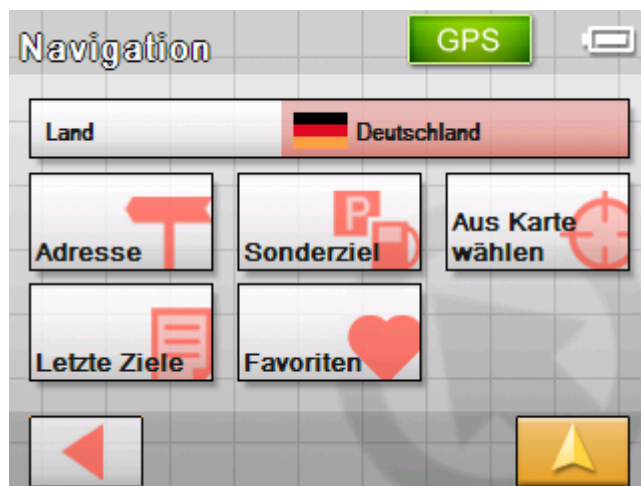 Navigation
GPS
Land
Deutschland
Adresse
P
Sonderziel
Aus Karte
wählen
Letzte Ziele
Favoriten